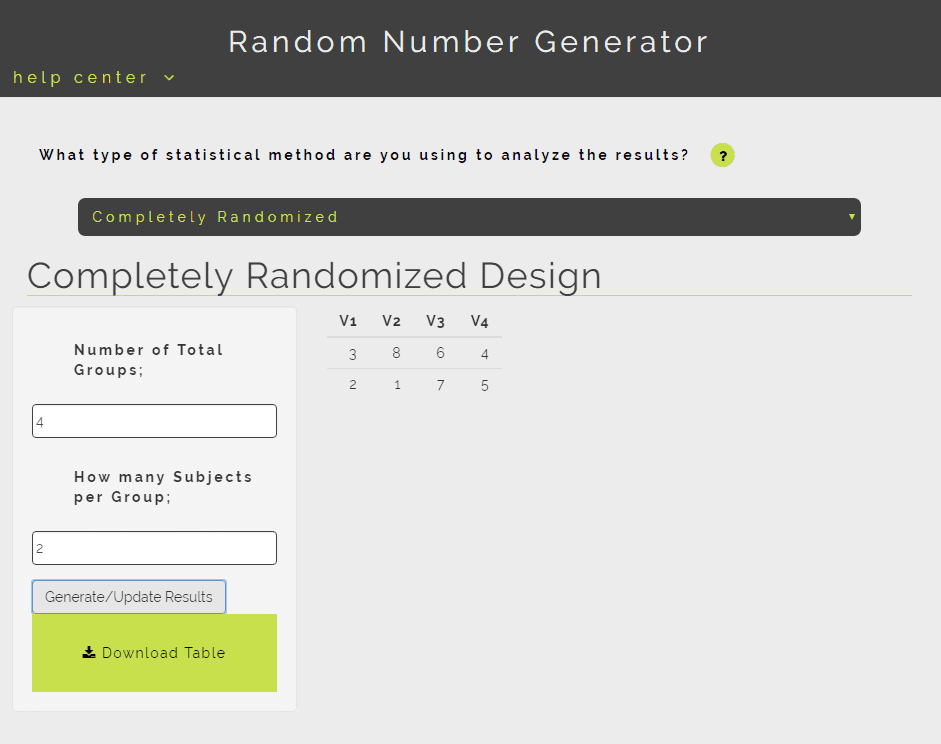 Random Number Generator
help center
What type of statistical method are you using to analyze the results? ?
Completely Randomized
Completely Randomized Design
Number of Total
Groups;
4
How many Subjects
per Group;
2
Generate/Update Results
Download Table
V1 V2 V3 V4
3 8 6 4
2 1 7 5